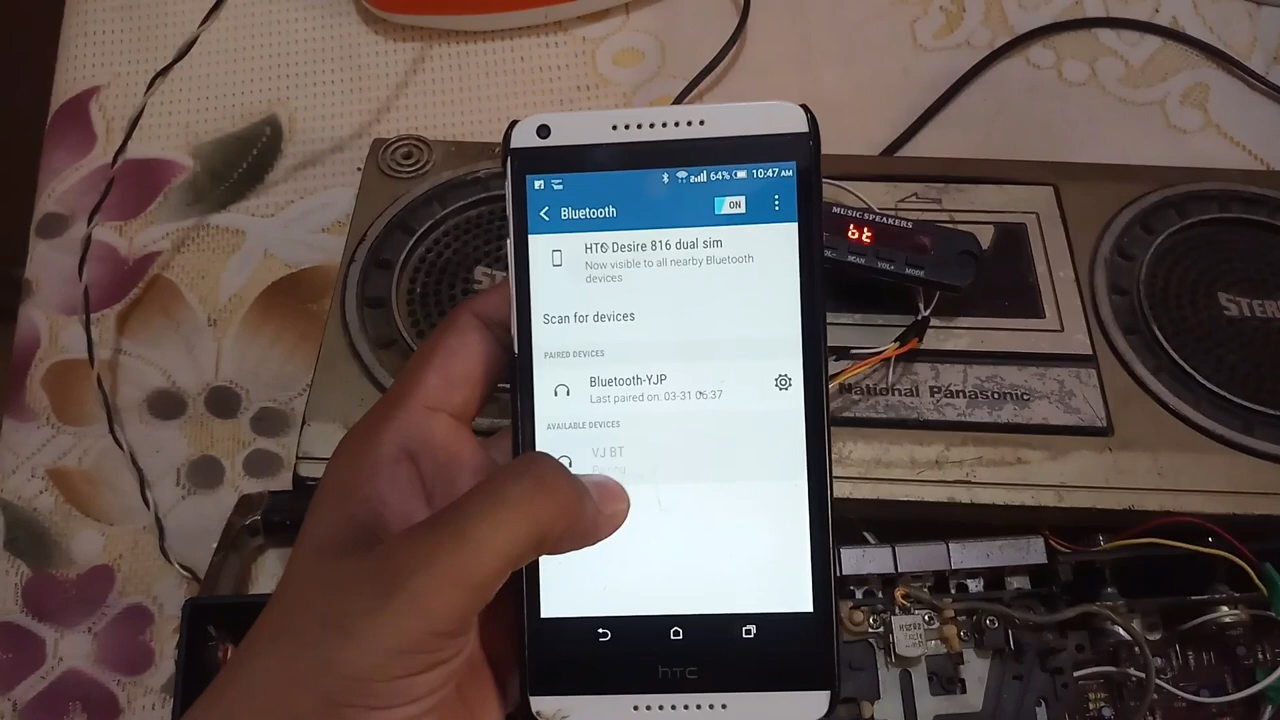 64% 10:47 AM
Bluetooth
ON
HTC Desire 816 dual sim
Now visible to all nearby Bluetooth
devices
Scan for devices
PAIRED DEVICES
Bluetooth-YJP
Last paired on: 03-31 06:37
AVAILABLE DEVICES
VJ BT
hTC
MUSIC SPEAKERS
bt
SCAN VOL+ MODE
National Panasonic